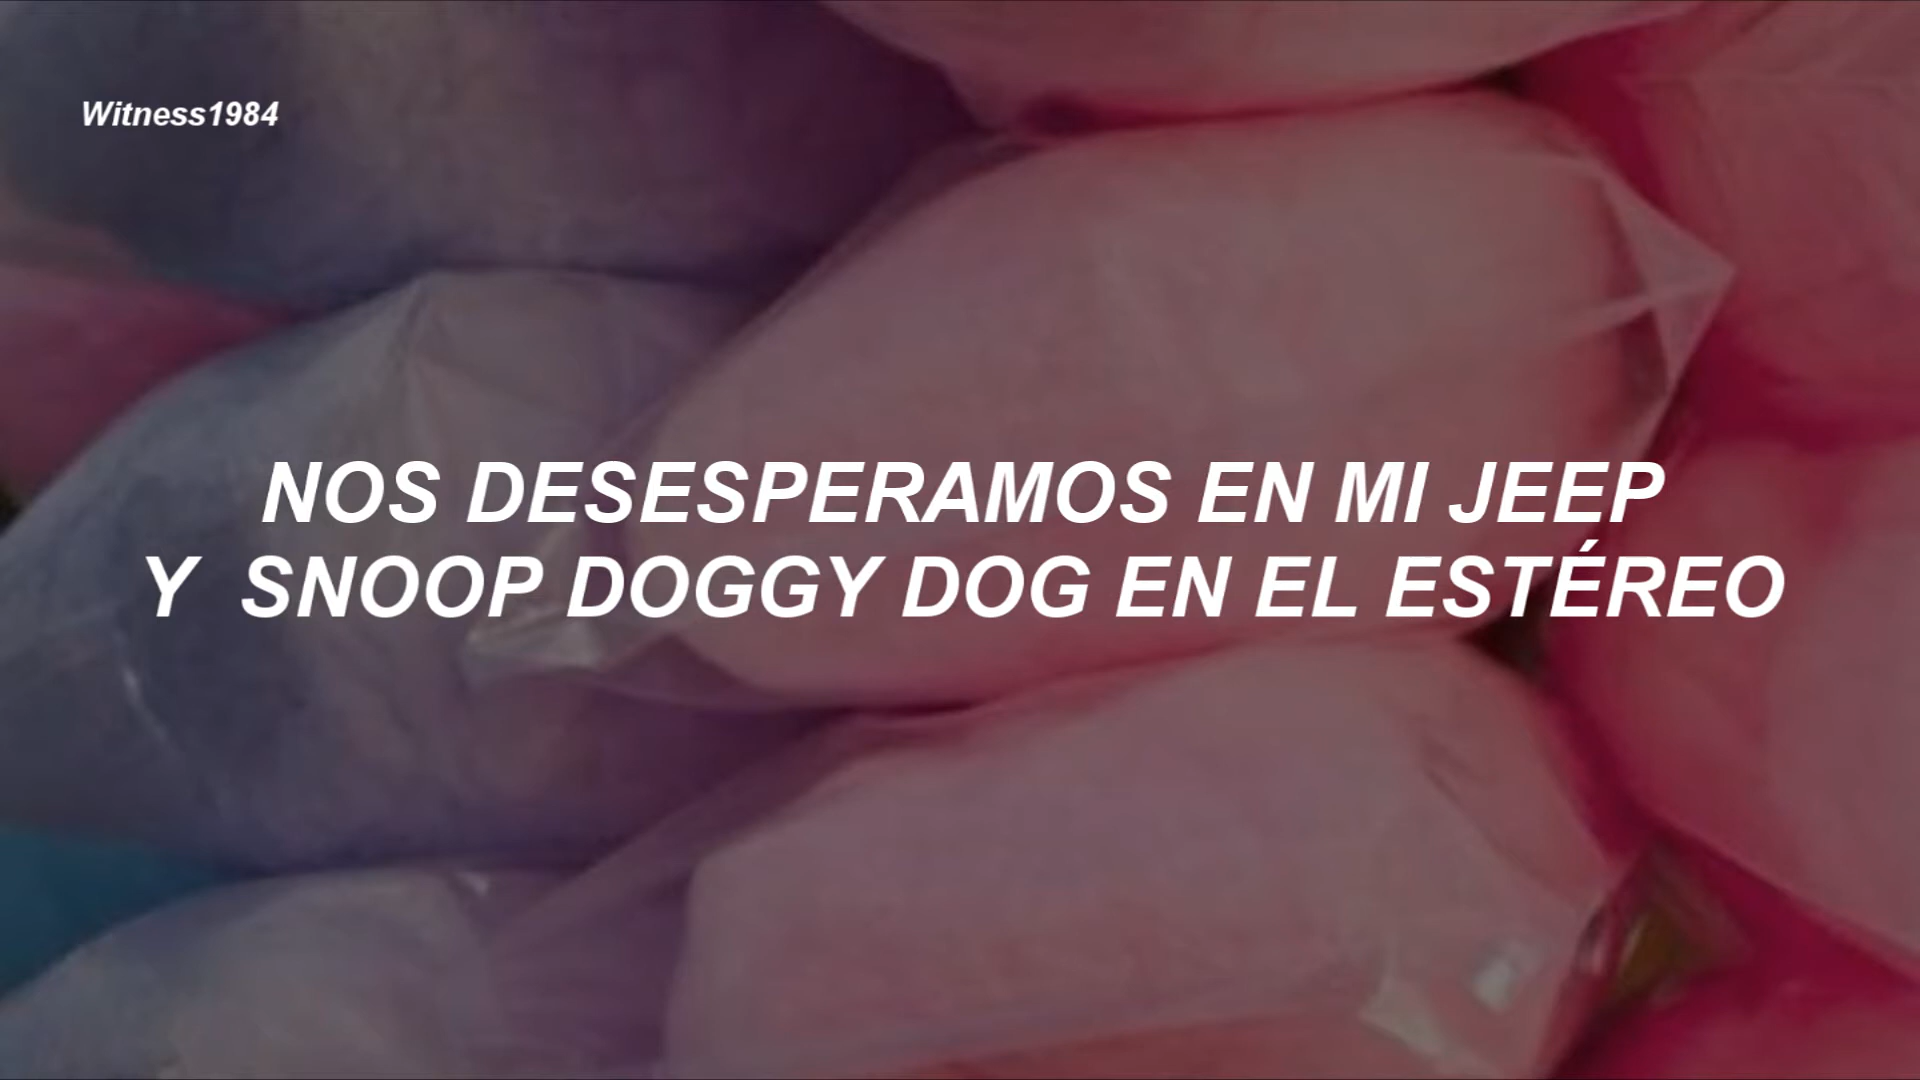 Witness1984
NOS DESESPERAMOS EN MI JEEP
Y SNOOP DOGGY DOG EN EL ESTÉREO